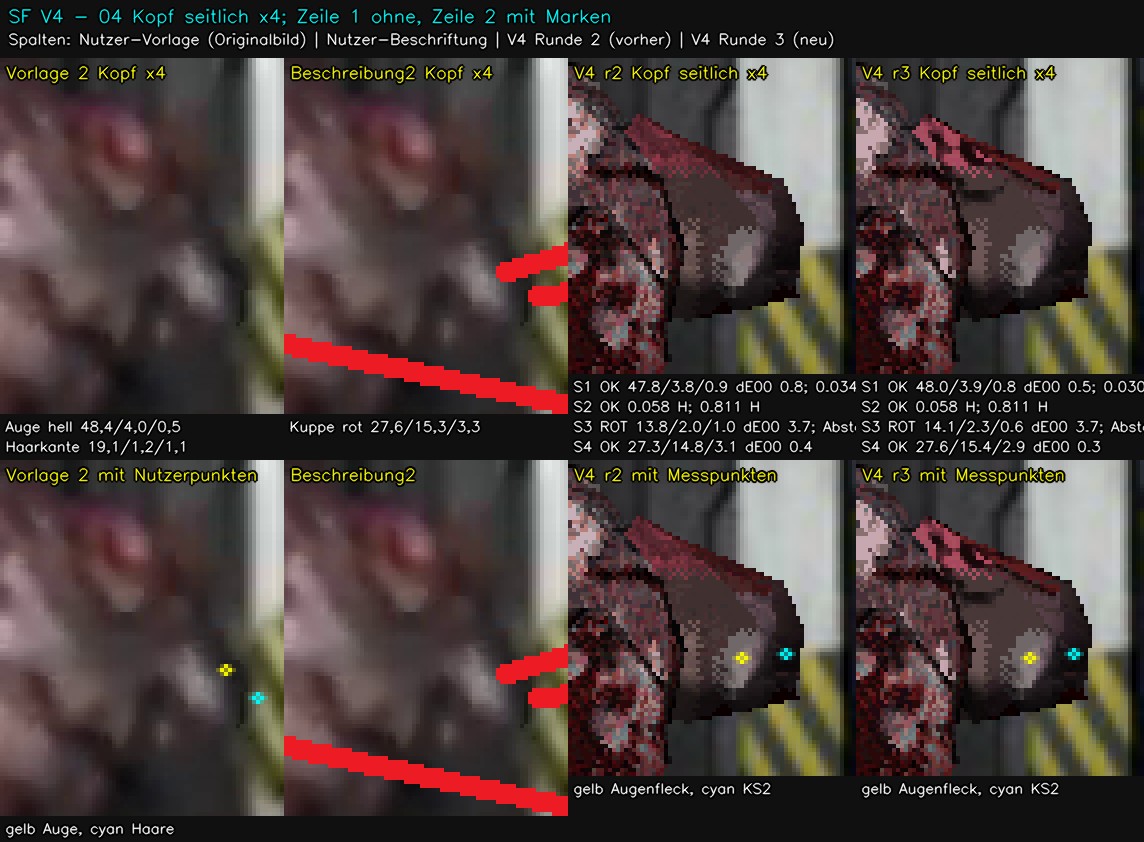 SF V4 – 04 Kopf seitlich x4; Zeile 1 ohne, Zeile 2 mit Marken
Spalten: Nutzer-Vorlage (Originalbild) | Nutzer-Beschriftung | V4 Runde 2 (vorher) | V4 Runde 3 (neu)
Vorlage 2 Kopf x4
Beschreibung2 Kopf x4
V4 r2 Kopf seitlich x4
V4 r3 Kopf seitlich x4
Auge hell 48,4/4,0/0,5
Haarkante 19,1/1,2/1,1
Kuppe rot 27,6/15,3/3,3
S1 OK 47.8/3.8/0.9 dE00 0.8; 0.034
S2 OK 0.058 H; 0.811 H
S3 ROT 13.8/2.0/1.0 dE00 3.7; Abst
S4 OK 27.3/14.8/3.1 dE00 0.4
S1 OK 48.0/3.9/0.8 dE00 0.5; 0.030
S2 OK 0.058 H; 0.811 H
S3 ROT 14.1/2.3/0.6 dE00 3.7; Abst
S4 OK 27.6/15.4/2.9 dE00 0.3
Vorlage 2 mit Nutzerpunkten
Beschreibung2
V4 r2 mit Messpunkten
V4 r3 mit Messpunkten
gelb Auge, cyan Haare
gelb Augenfleck, cyan KS2
gelb Augenfleck, cyan KS2